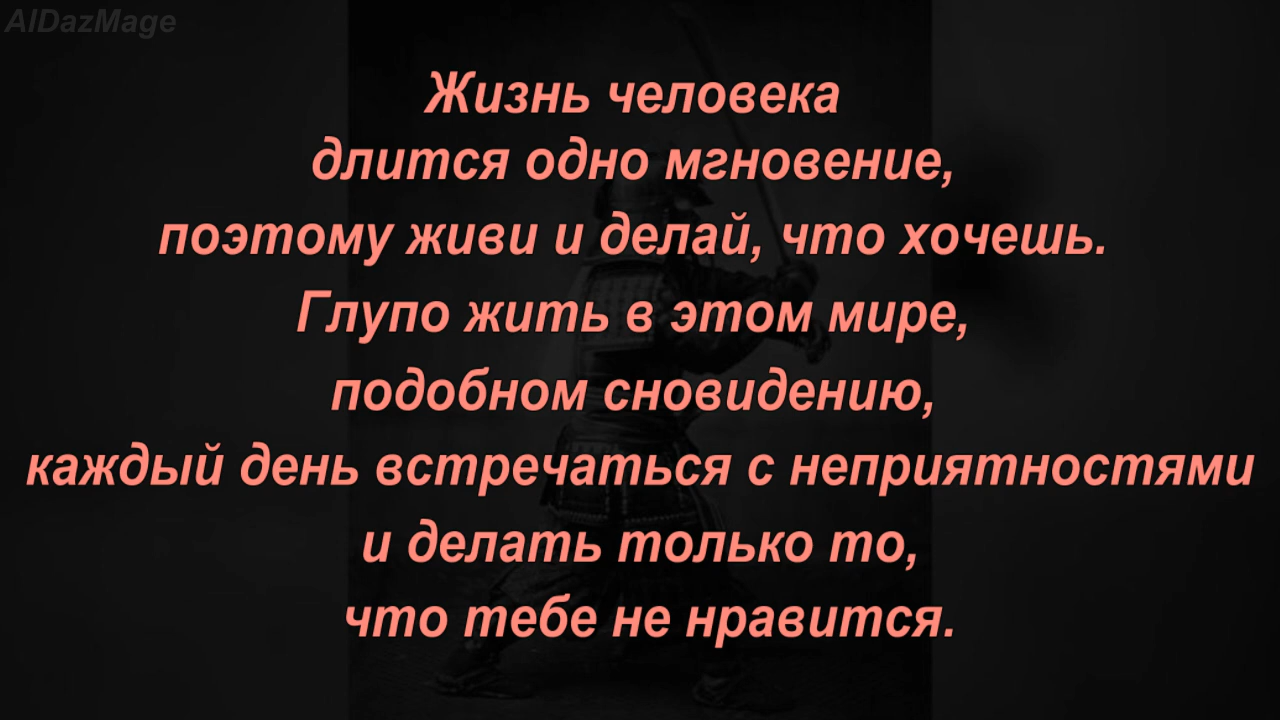 AIDazMage
Жизнь человека
длится одно мгновение,
поэтому живи и делай, что хочешь.
Глупо жить в этом мире,
подобном сновидению,
каждый день встречаться с неприятностями
и делать только то,
что тебе не нравится.